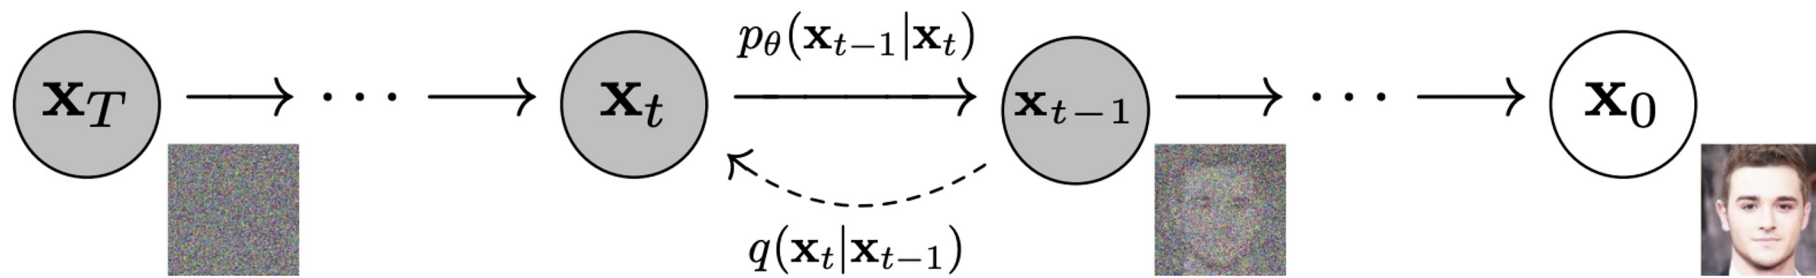 p_θ(x_{t−1}|x_t)
x_T ⟶ ··· ⟶ x_t ⟶ x_{t−1} ⟶ ··· ⟶ x_0
q(x_t|x_{t−1})